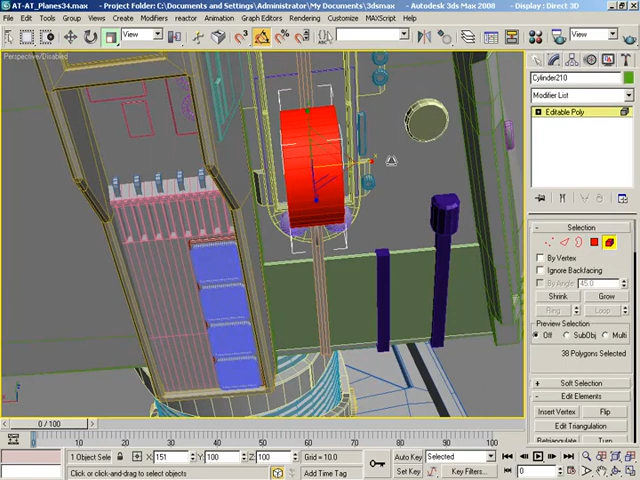 AT-AT_Planes34.max - Project Folder: C:\Documents and Settings\Administrator\My Documents\3dsmax - Autodesk 3ds Max 2008 - Display : Direct 3D
File Edit Tools Group Views Create Modifiers reactor Animation Graph Editors Rendering Customize MAXScript Help
View
View
Perspective/Disabled
Cylinder210
Modifier List
Editable Poly
Selection
By Vertex
Ignore Backfacing
By Angle: 45.0
Shrink Grow
Ring Loop
Preview Selection
Off SubObj Multi
38 Polygons Selected
Soft Selection
Edit Elements
Insert Vertex Flip
Edit Triangulation
Retriangulate Turn
0 / 100
0 10 20 30 40 50 60 70 80 90 100
1 Object Sele X: 151 Y: 100 Z: 100 Grid = 10.0 Auto Key Selected
Click or click-and-drag to select objects Add Time Tag Set Key Key Filters... 0